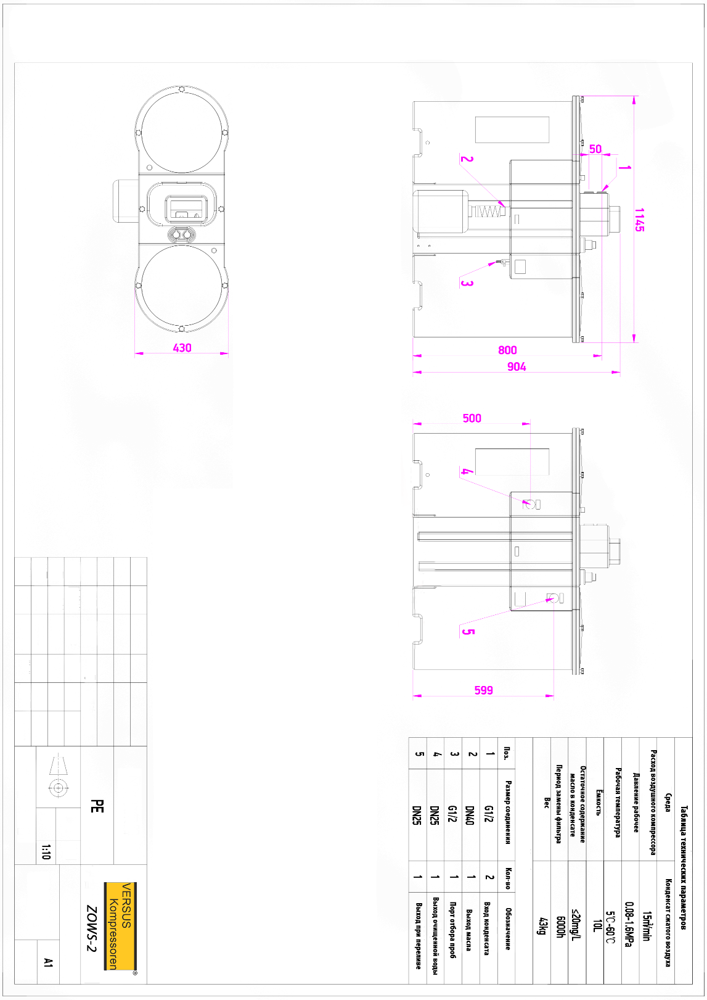 50
1
2
1145
3
430
800
904
500
4
5
599
Таблица технических параметров
Среда Конденсат сжатого воздуха
Расход воздушного компрессора 15m³/min
Давление рабочее 0.08-1.6MPa
Рабочая температура 5℃-60℃
Ёмкость 10L
Остаточное содержание
масло в конденсате ≤20mg/L
Период замены фильтра 6000h
Вес 43kg
Поз. Размер соединения Кол-во Обозначение
1 G1/2 2 Вход конденсата
2 DN40 1 Выход масла
3 G1/2 1 Порт отбора проб
4 DN25 1 Выход очищенной воды
5 DN25 1 Выход при переливе
PE
1:10
VERSUS
Kompressoren
®
ZOWS-2
A1